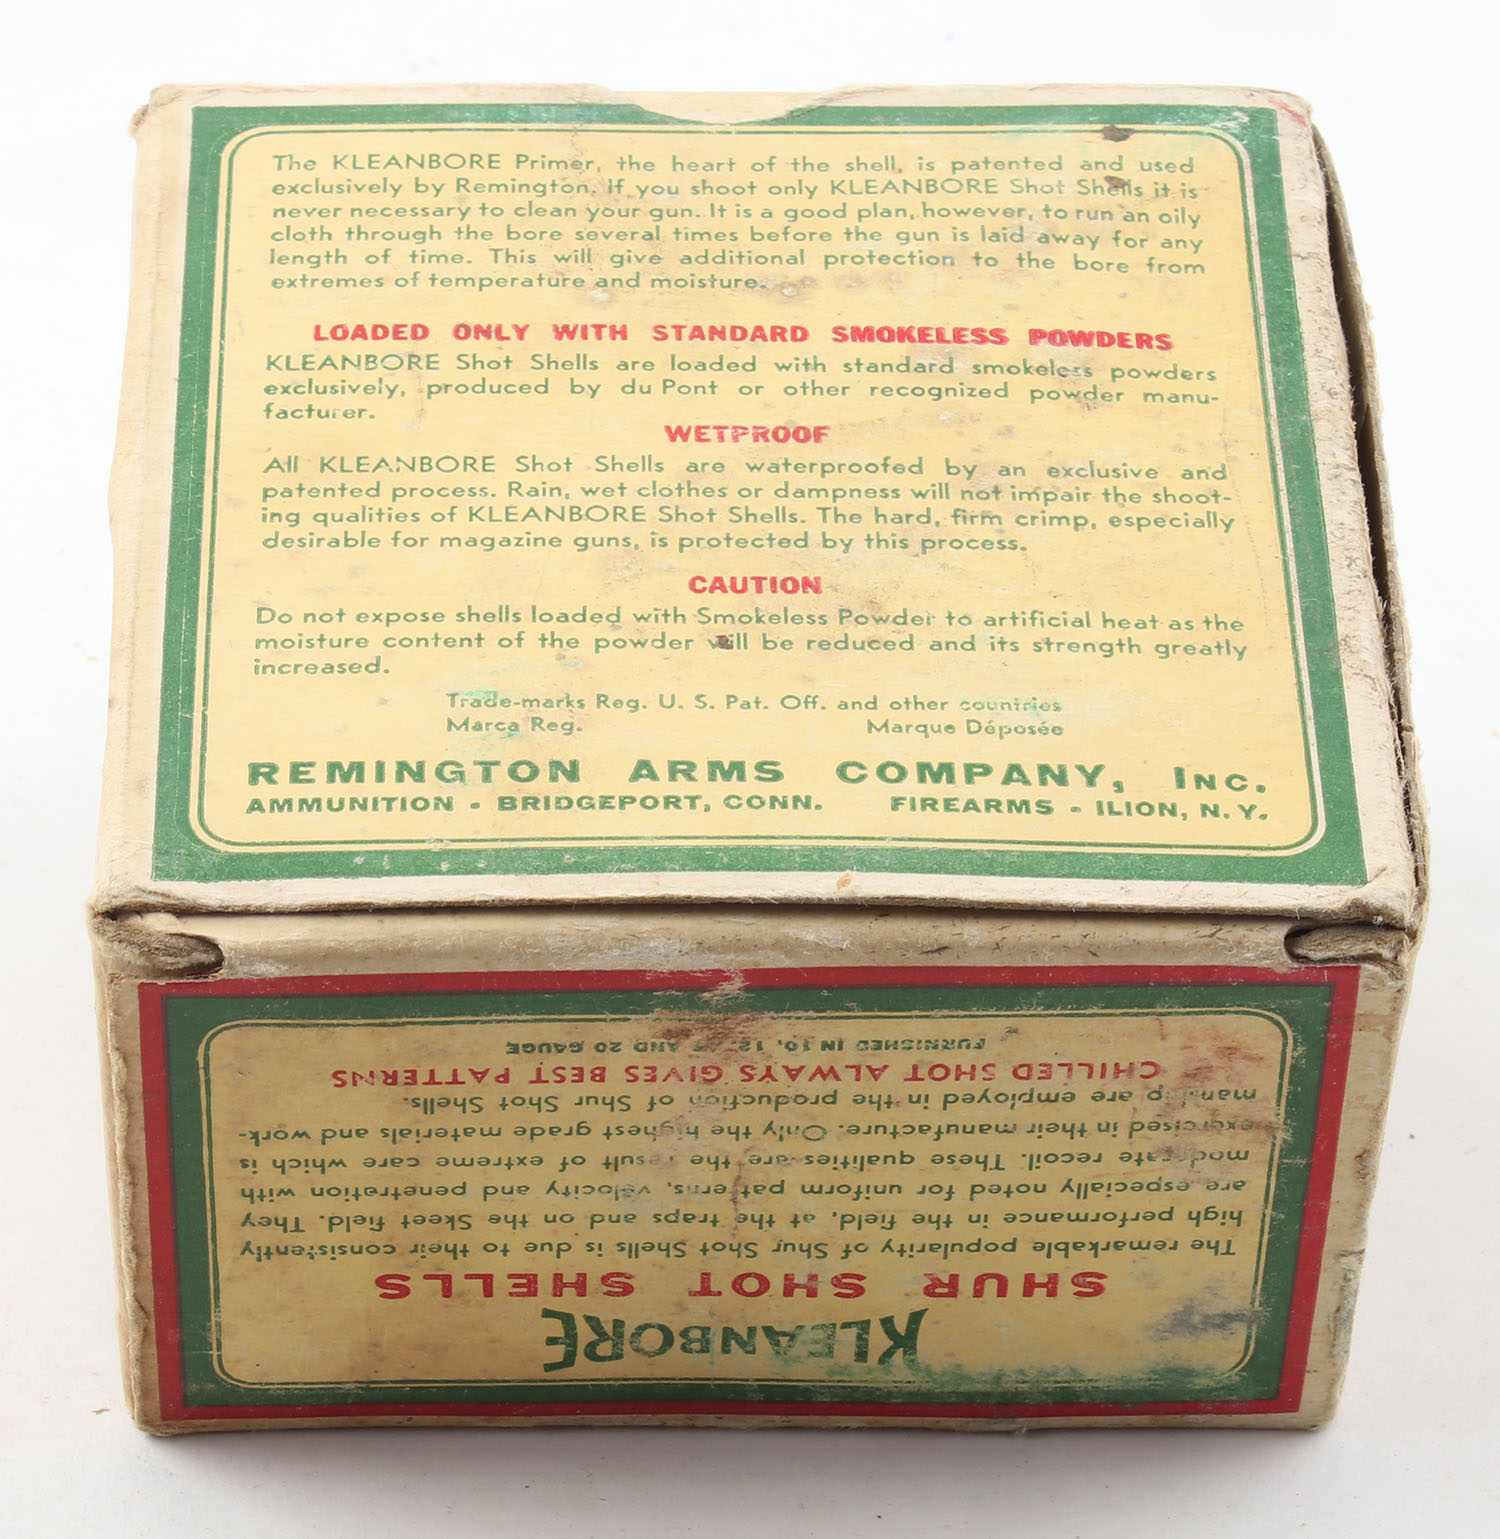 The KLEANBORE Primer, the heart of the shell, is patented and used
exclusively by Remington. If you shoot only KLEANBORE Shot Shells it is
never necessary to clean your gun. It is a good plan, however, to run an oily
cloth through the bore several times before the gun is laid away for any
length of time. This will give additional protection to the bore from
extremes of temperature and moisture.
LOADED ONLY WITH STANDARD SMOKELESS POWDERS
KLEANBORE Shot Shells are loaded with standard smokeless powders
exclusively, produced by du Pont or other recognized powder manu-
facturer.
WETPROOF
All KLEANBORE Shot Shells are waterproofed by an exclusive and
patented process. Rain, wet clothes or dampness will not impair the shoot-
ing qualities of KLEANBORE Shot Shells. The hard, firm crimp, especially
desirable for magazine guns, is protected by this process.
CAUTION
Do not expose shells loaded with Smokeless Powder to artificial heat as the
moisture content of the powder will be reduced and its strength greatly
increased.
Trade-marks Reg. U. S. Pat. Off. and other countries
Marca Reg. Marque Déposée
REMINGTON ARMS COMPANY, INC.
AMMUNITION - BRIDGEPORT, CONN. FIREARMS - ILION, N. Y.
KLEANBORE
SHUR SHOT SHELLS
The remarkable popularity of Shur Shot Shells is due to their consistently
high performance in the field, at the traps and on the Skeet field. They
are especially noted for uniform patterns, velocity and penetration with
moderate recoil. These qualities are the result of extreme care which is
exercised in their manufacture. Only the highest grade materials and work-
manship are employed in the production of Shur Shot Shells.
CHILLED SHOT ALWAYS GIVES BEST PATTERNS
FURNISHED IN 10, 12, AND 20 GAUGE